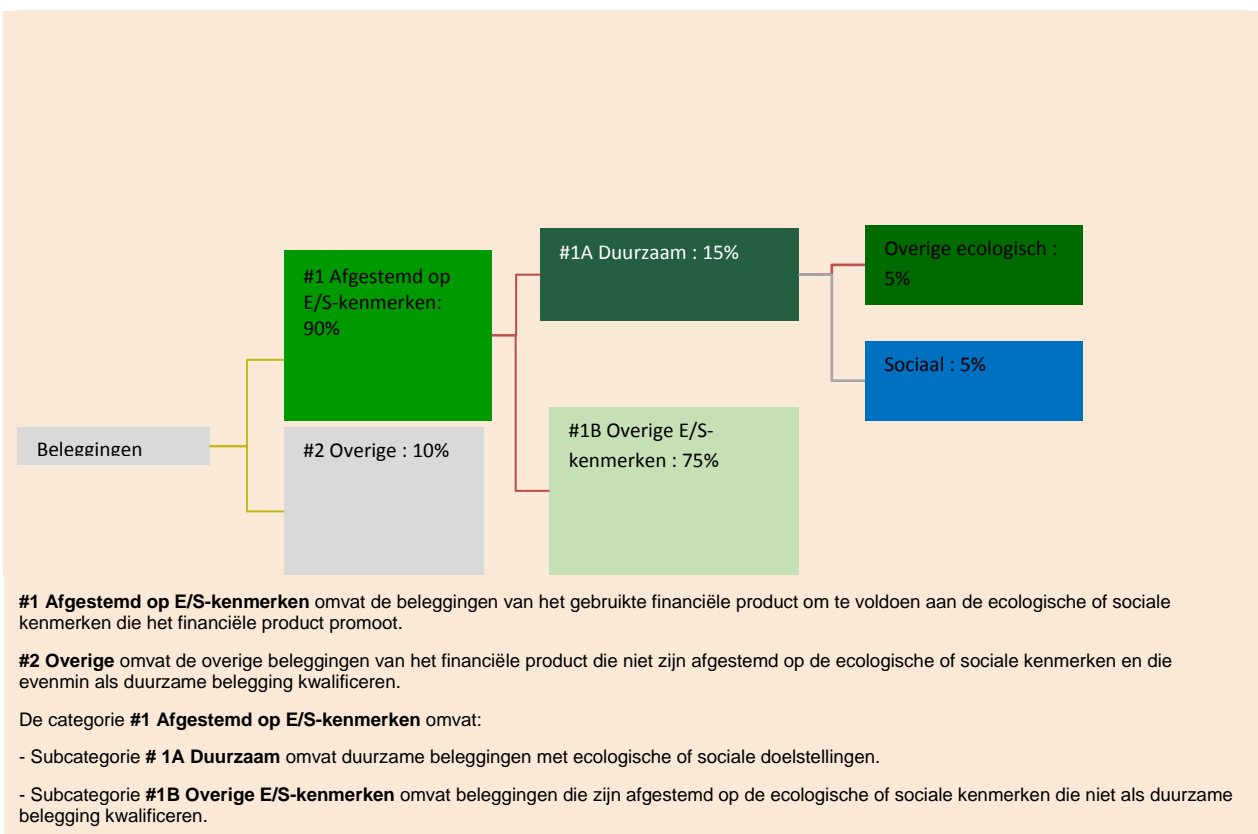 #1A Duurzaam : 15%
Overige ecologisch :
5%
#1 Afgestemd op
E/S-kenmerken:
90%
Sociaal : 5%
#1B Overige E/S-
kenmerken : 75%
Beleggingen
#2 Overige : 10%
#1 Afgestemd op E/S-kenmerken omvat de beleggingen van het gebruikte financiële product om te voldoen aan de ecologische of sociale
kenmerken die het financiële product promoot.
#2 Overige omvat de overige beleggingen van het financiële product die niet zijn afgestemd op de ecologische of sociale kenmerken en die
evenmin als duurzame belegging kwalificeren.
De categorie #1 Afgestemd op E/S-kenmerken omvat:
- Subcategorie # 1A Duurzaam omvat duurzame beleggingen met ecologische of sociale doelstellingen.
- Subcategorie #1B Overige E/S-kenmerken omvat beleggingen die zijn afgestemd op de ecologische of sociale kenmerken die niet als duurzame
belegging kwalificeren.